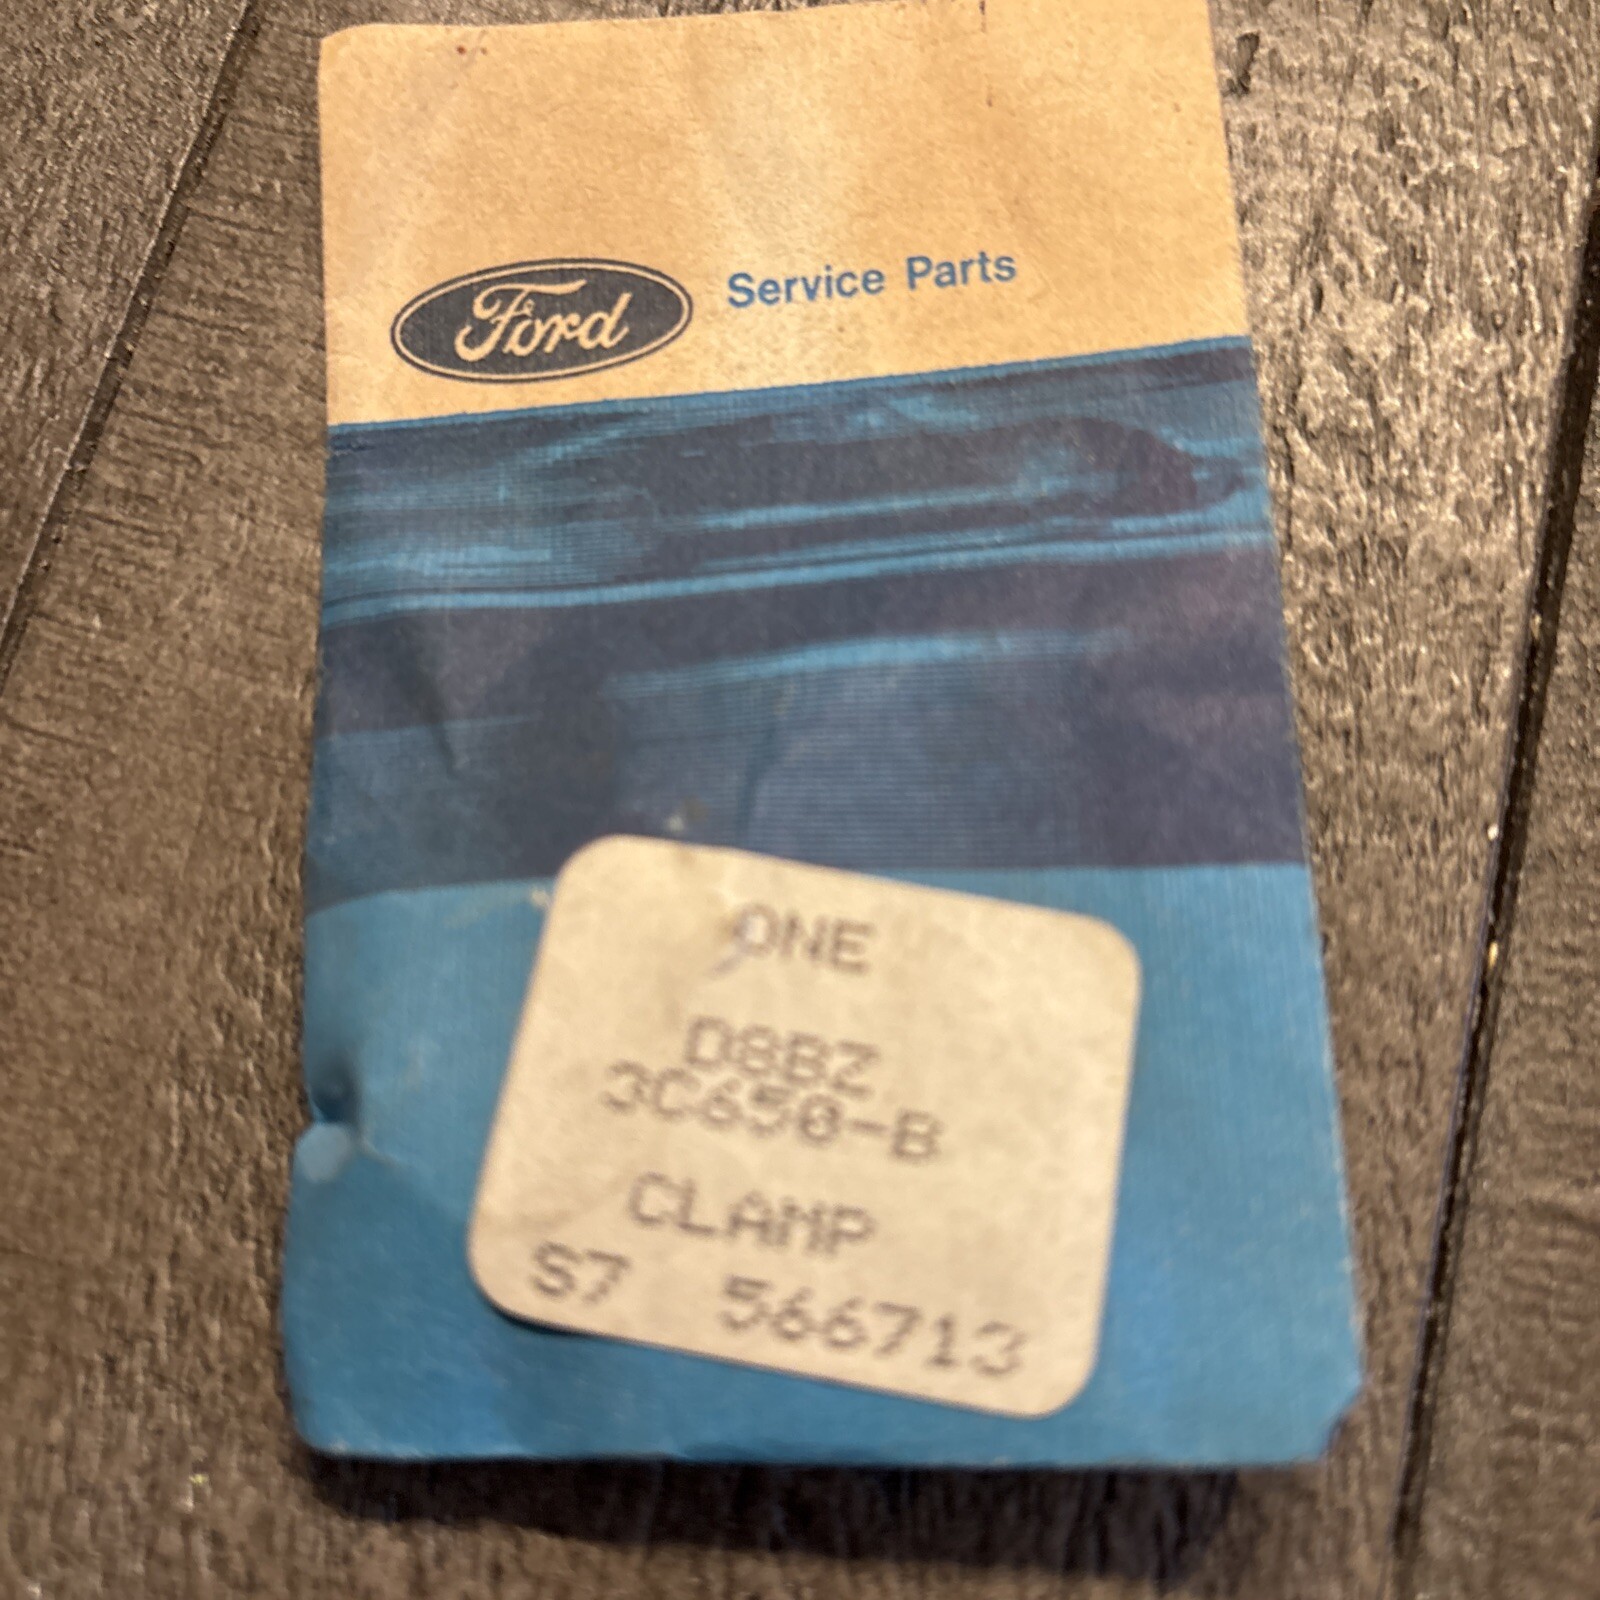 Ford
Service Parts
ONE
D8BZ
3C650-B
CLAMP
S7 566713